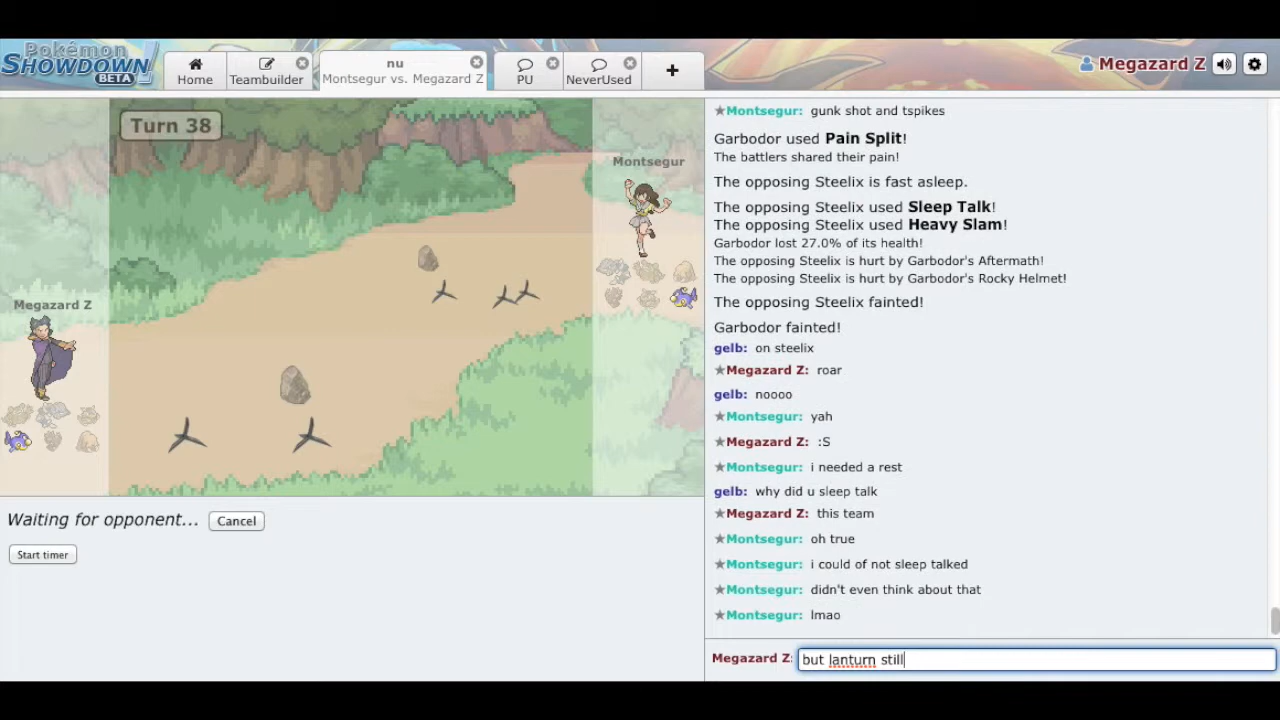 Pokémon
SHOWDOWN!
BETA
Home
Teambuilder
nu
Montsegur vs. Megazard Z
PU
NeverUsed
+
Megazard Z
Turn 38
Montsegur
Megazard Z
Waiting for opponent... Cancel
Start timer
★Montsegur: gunk shot and tspikes
Garbodor used Pain Split!
The battlers shared their pain!
The opposing Steelix is fast asleep.
The opposing Steelix used Sleep Talk!
The opposing Steelix used Heavy Slam!
Garbodor lost 27.0% of its health!
The opposing Steelix is hurt by Garbodor's Aftermath!
The opposing Steelix is hurt by Garbodor's Rocky Helmet!
The opposing Steelix fainted!
Garbodor fainted!
gelb: on steelix
★Megazard Z: roar
gelb: noooo
★Montsegur: yah
★Megazard Z: :S
★Montsegur: i needed a rest
gelb: why did u sleep talk
★Megazard Z: this team
★Montsegur: oh true
★Montsegur: i could of not sleep talked
★Montsegur: didn't even think about that
★Montsegur: lmao
Megazard Z: but lanturn still